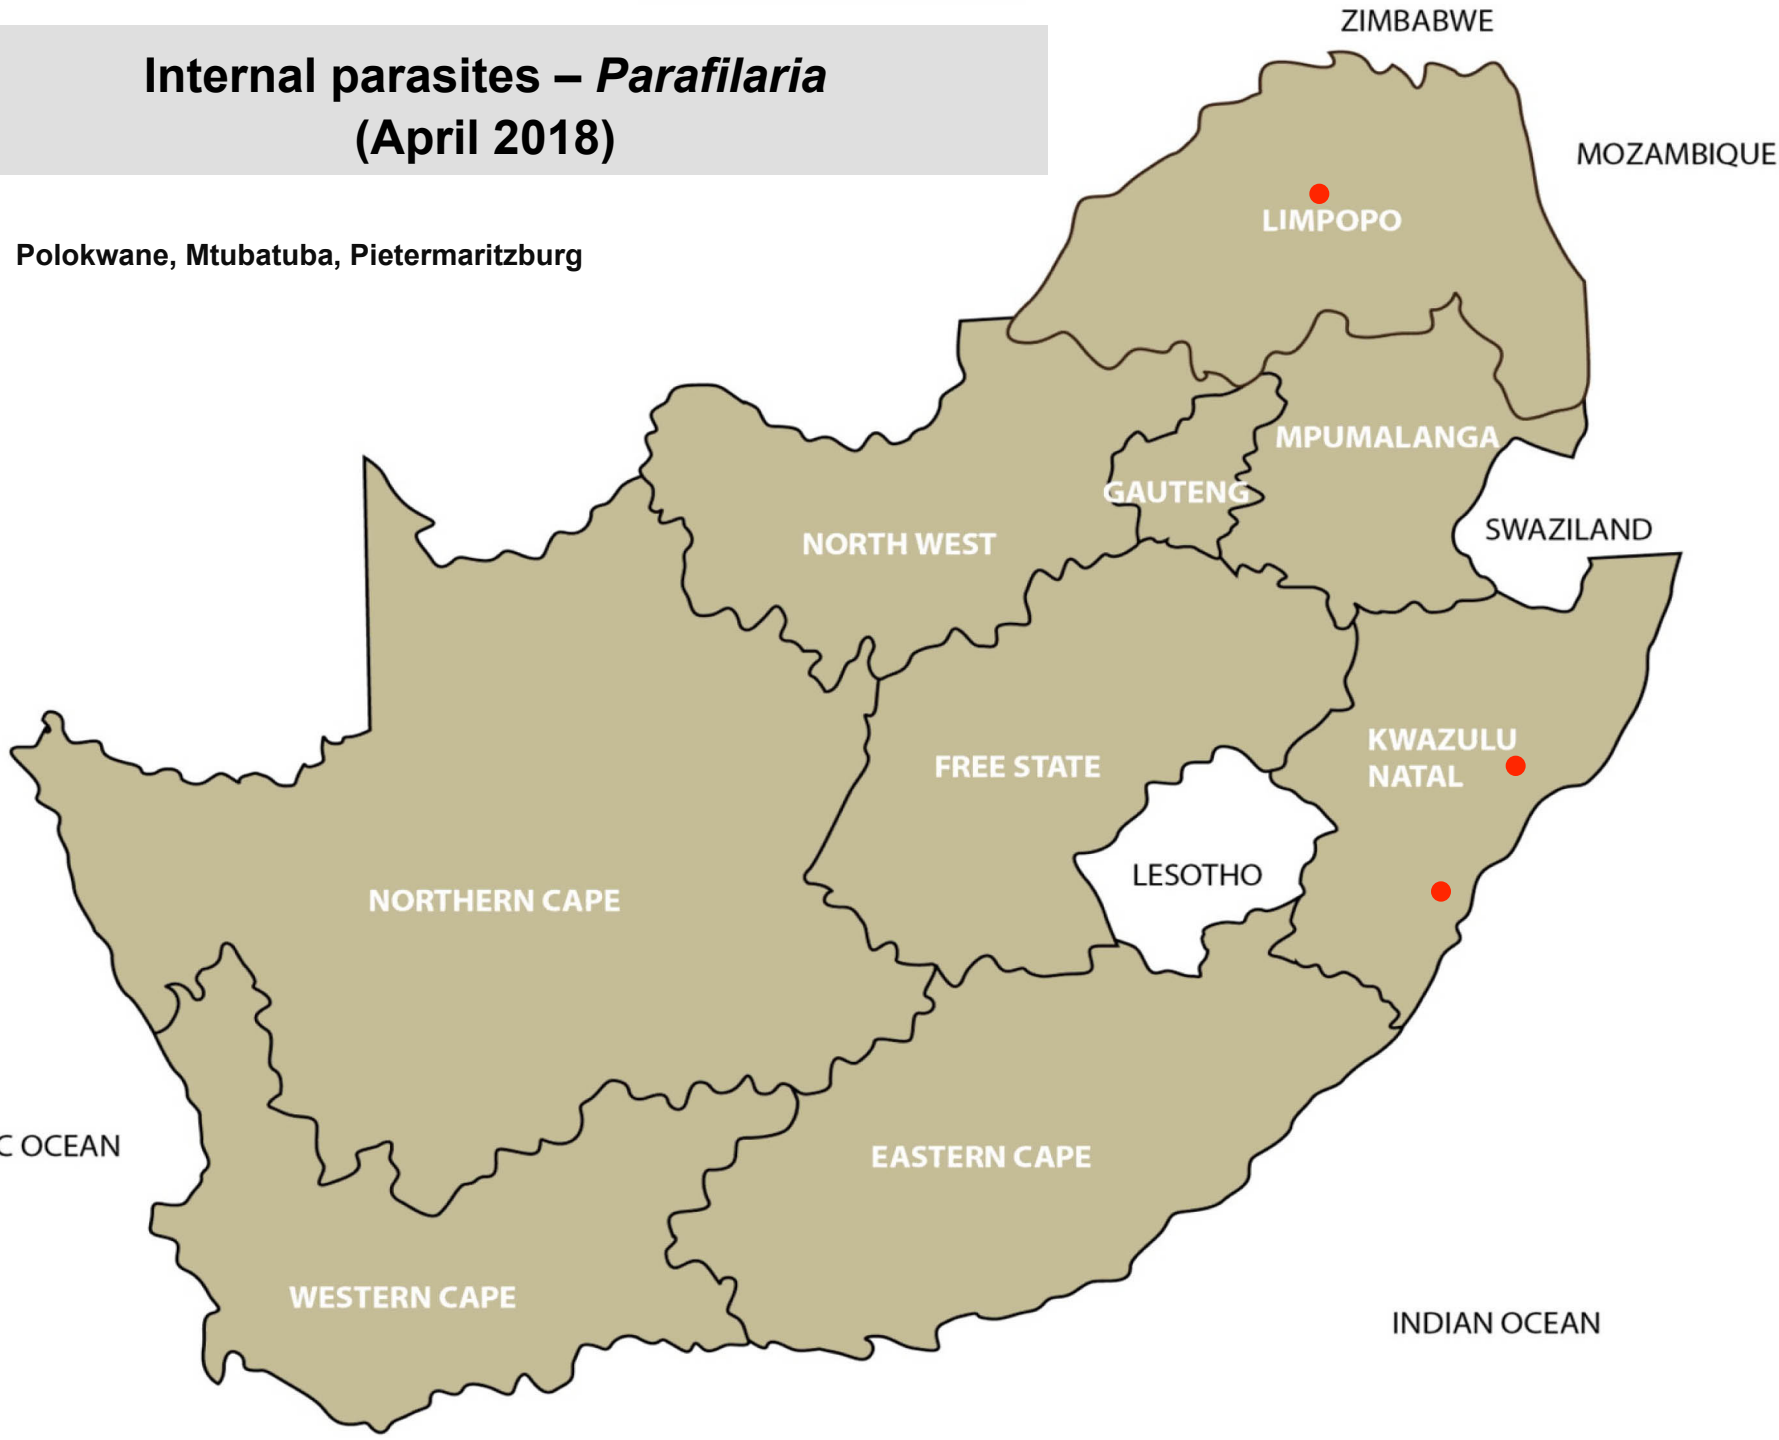 Internal parasites – Parafilaria
(April 2018)
Polokwane, Mtubatuba, Pietermaritzburg
ZIMBABWE
MOZAMBIQUE
LIMPOPO
MPUMALANGA
GAUTENG
NORTH WEST
SWAZILAND
KWAZULU
NATAL
FREE STATE
LESOTHO
NORTHERN CAPE
C OCEAN
EASTERN CAPE
WESTERN CAPE
INDIAN OCEAN